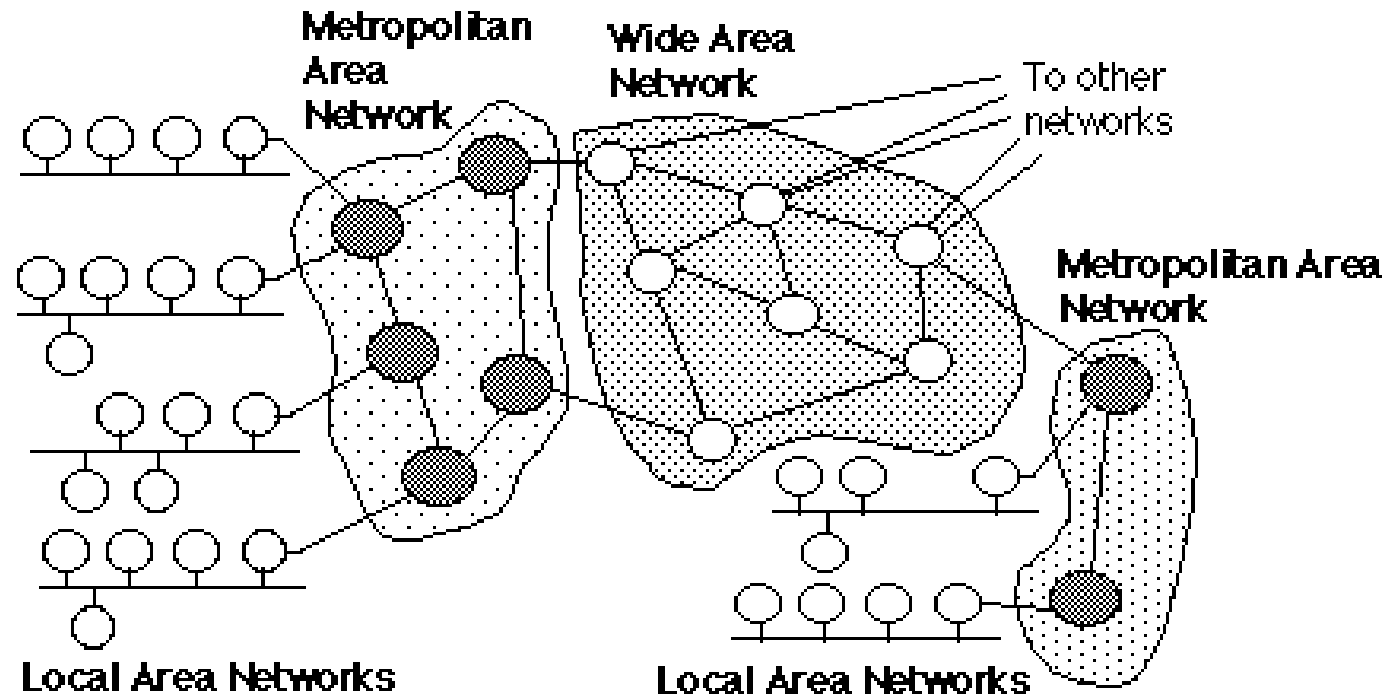 Metropolitan
Area
Network
Wide Area
Network
To other
networks
Metropolitan Area
Network
Local Area Networks
Local Area Networks